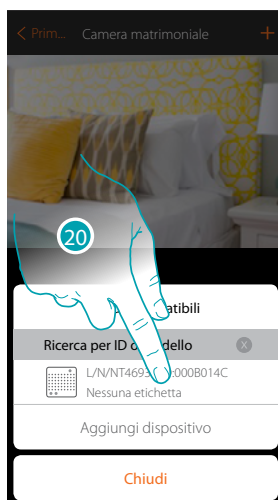 Prim... Camera matrimoniale +
20
atibili
Ricerca per ID dello X
L/N/NT469 000B014C
Nessuna etichetta
Aggiungi dispositivo
Chiudi